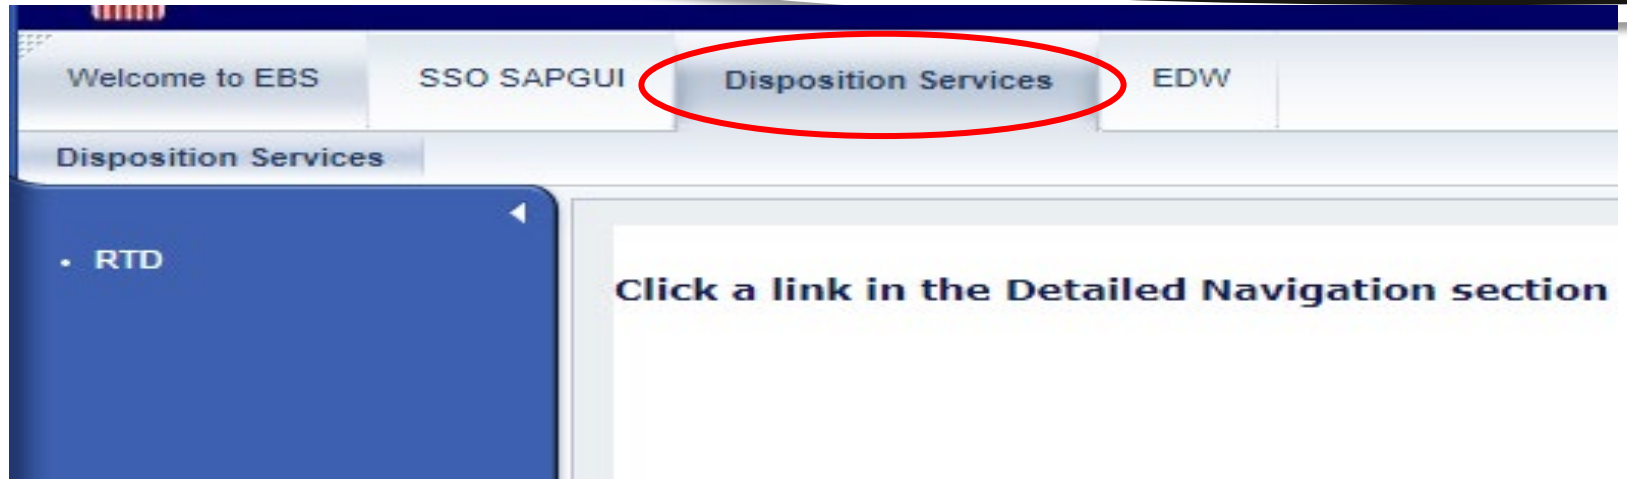 Welcome to EBS SSO SAPGUI Disposition Services EDW
Disposition Services
• RTD
Click a link in the Detailed Navigation section